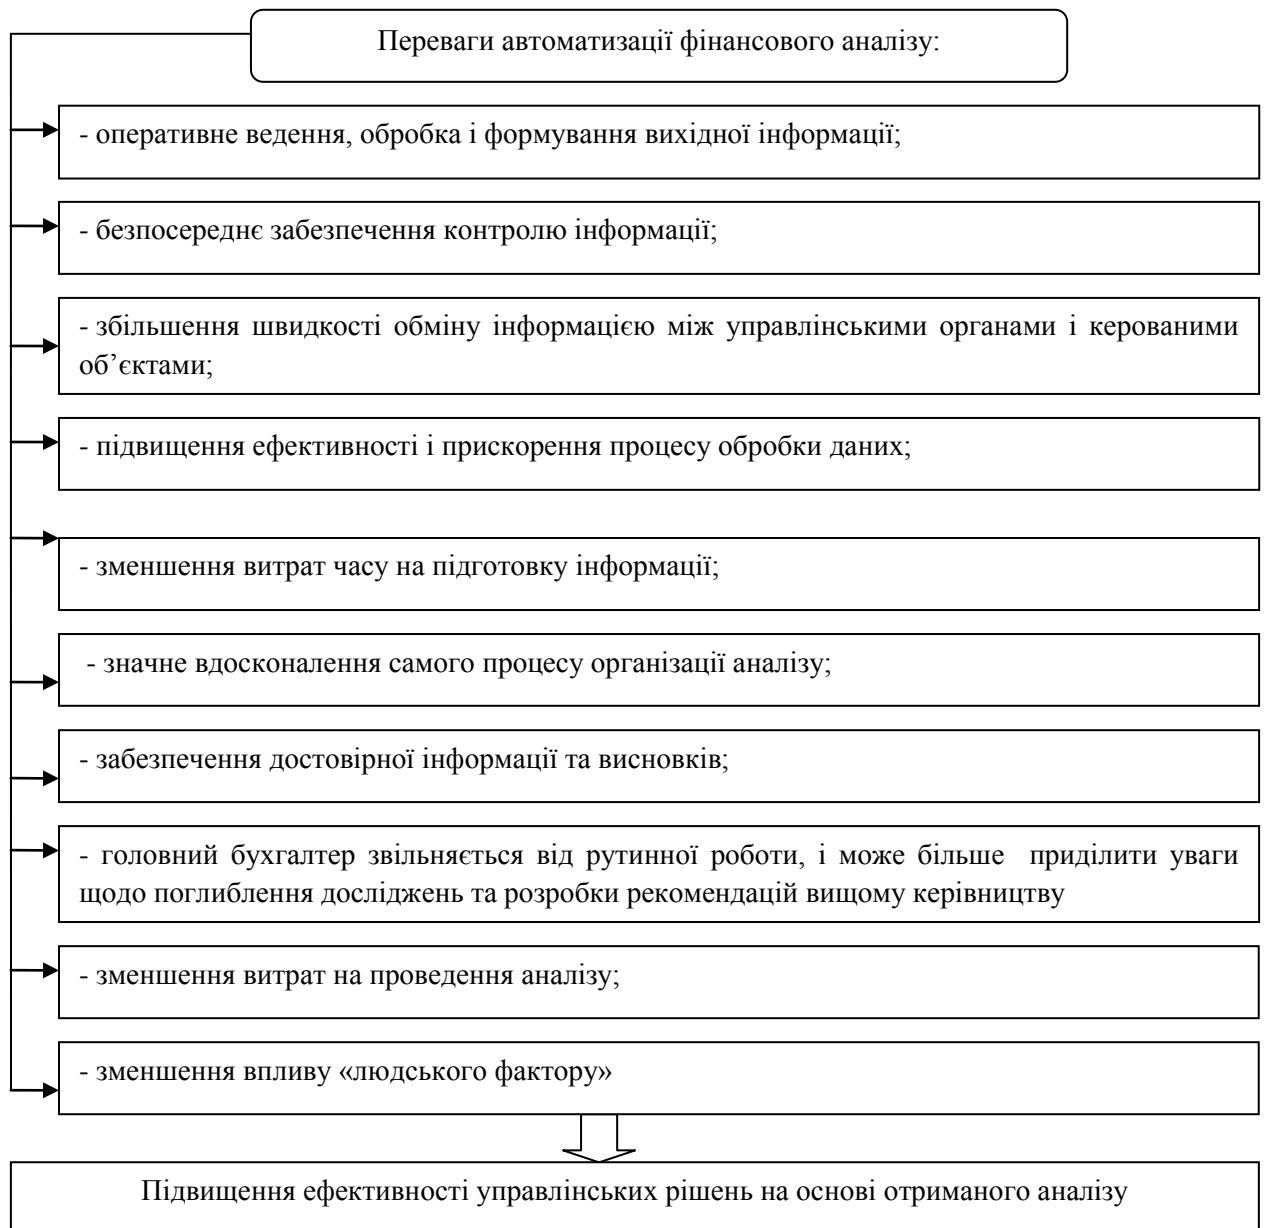 Переваги автоматизації фінансового аналізу:
- оперативне ведення, обробка і формування вихідної інформації;
- безпосереднє забезпечення контролю інформації;
- збільшення швидкості обміну інформацією між управлінськими органами і керованими
об’єктами;
- підвищення ефективності і прискорення процесу обробки даних;
- зменшення витрат часу на підготовку інформації;
- значне вдосконалення самого процесу організації аналізу;
- забезпечення достовірної інформації та висновків;
- головний бухгалтер звільняється від рутинної роботи, і може більше приділити уваги
щодо поглиблення досліджень та розробки рекомендацій вищому керівництву
- зменшення витрат на проведення аналізу;
- зменшення впливу «людського фактору»
Підвищення ефективності управлінських рішень на основі отриманого аналізу